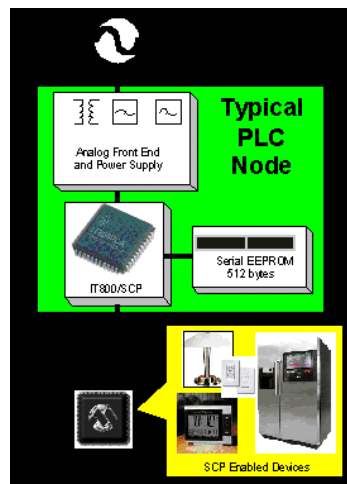 Typical
PLC
Node
Analog Front End
and Power Supply
IT800/SCP
Serial EEPROM
512 bytes
SCP Enabled Devices